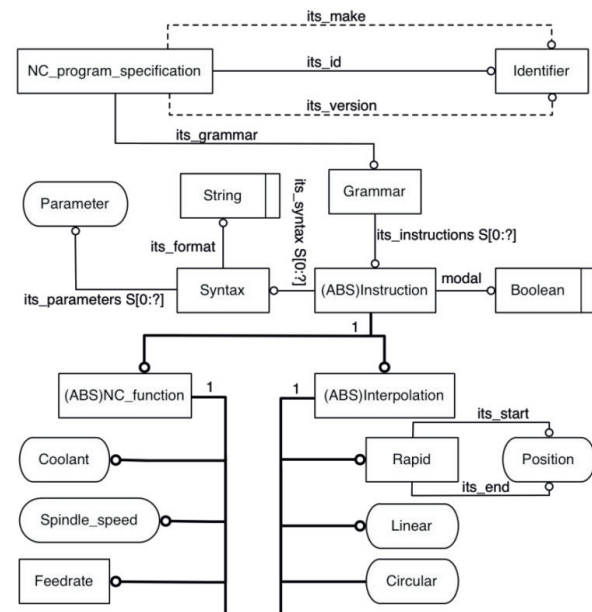 its_make
NC_program_specification
its_id
Identifier
its_version
its_grammar
Parameter
String
its_syntax S[0:?]
Grammar
its_format
its_instructions S[0:?]
its_parameters S[0:?]
Syntax
(ABS)Instruction
modal
Boolean
1
(ABS)NC_function
1
1
(ABS)Interpolation
its_start
Coolant
Rapid
Position
its_end
Spindle_speed
Linear
Feedrate
Circular